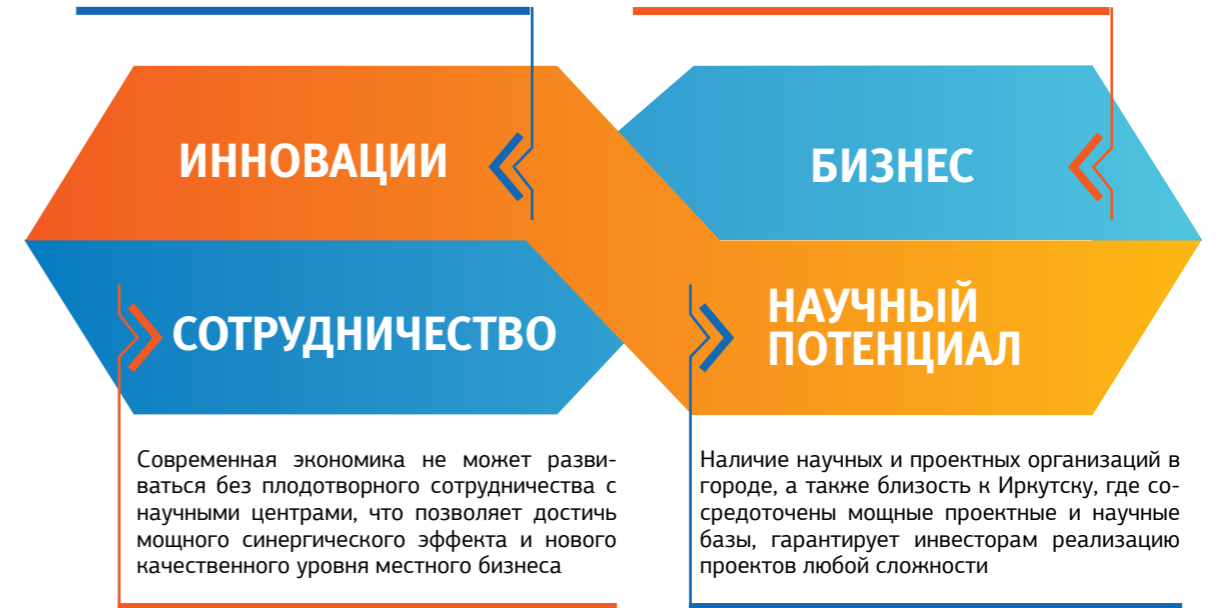 ИННОВАЦИИ
БИЗНЕС
СОТРУДНИЧЕСТВО
НАУЧНЫЙ
ПОТЕНЦИАЛ
Современная экономика не может разви-
ваться без плодотворного сотрудничества с
научными центрами, что позволяет достичь
мощного синергического эффекта и нового
качественного уровня местного бизнеса
Наличие научных и проектных организаций в
городе, а также близость к Иркутску, где со-
средоточены мощные проектные и научные
базы, гарантирует инвесторам реализацию
проектов любой сложности